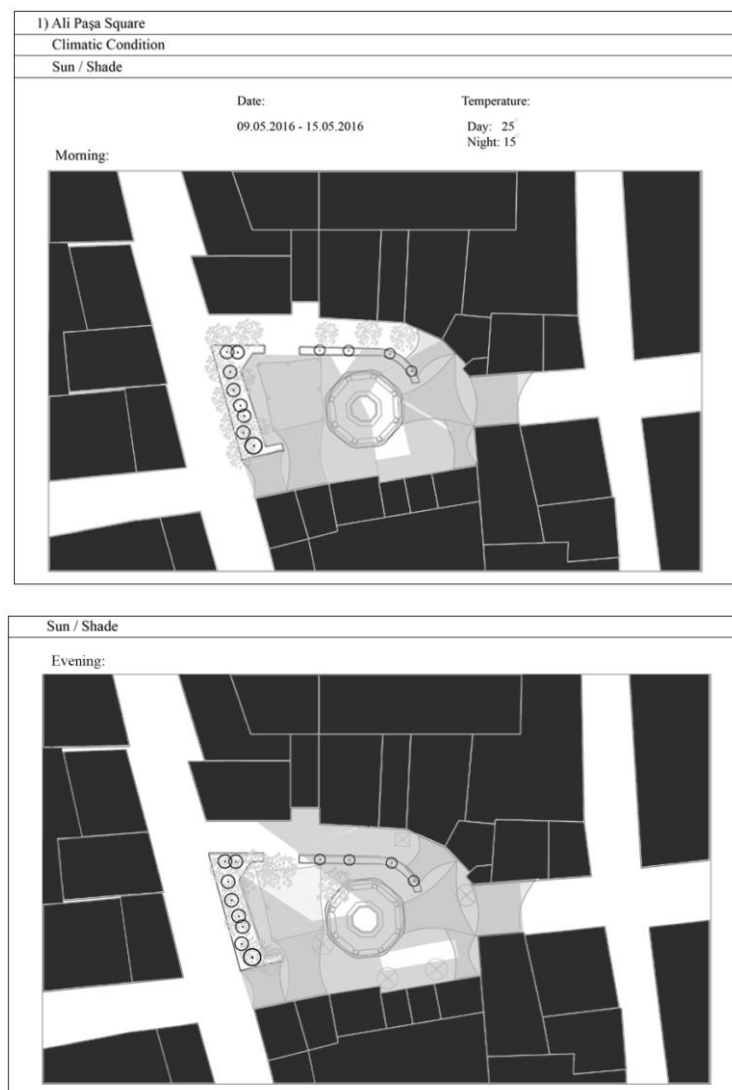 1) Ali Paşa Square
Climatic Condition
Sun / Shade
Date: Temperature:
09.05.2016 - 15.05.2016 Day: 25°
Night: 15°
Morning:
Sun / Shade
Evening: